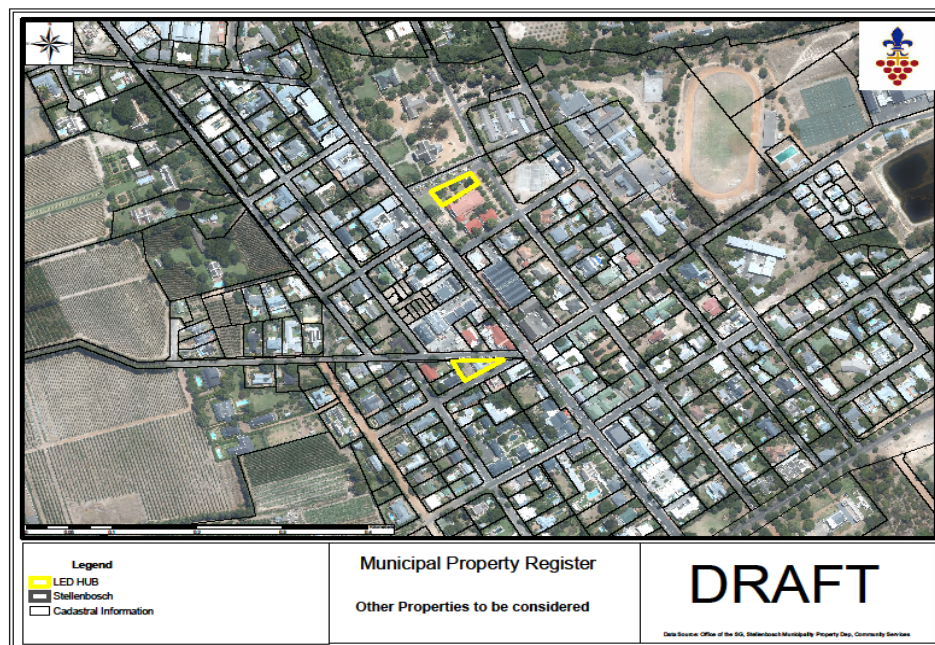 Legend
LED HUB
Stellenbosch
Cadastral Information
Municipal Property Register
Other Properties to be considered
DRAFT
Data Source: Office of the SG, Stellenbosch Municipality Property Dep, Community Services